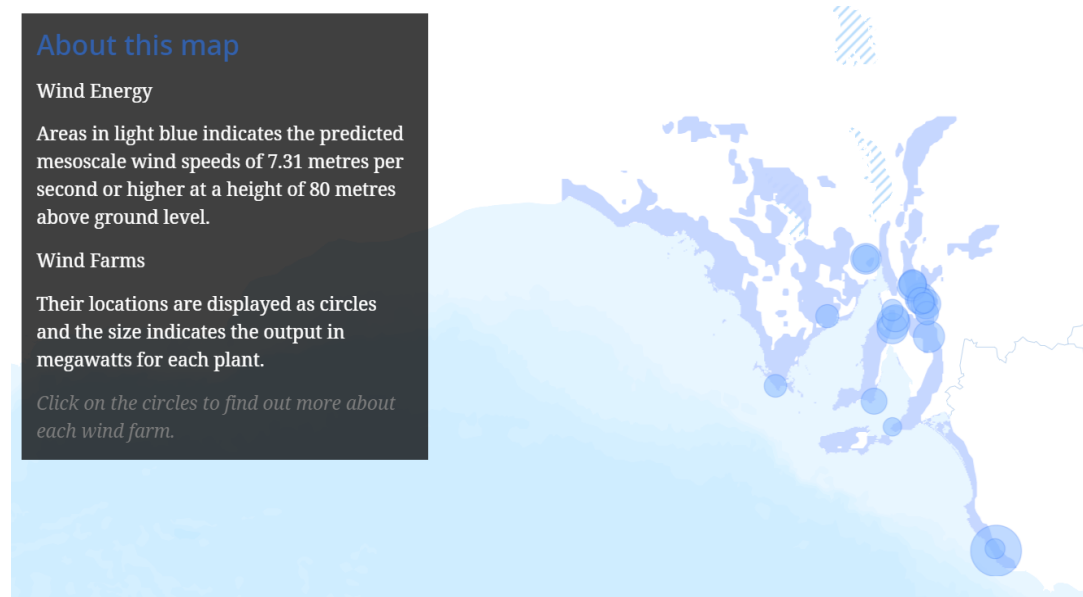 About this map
Wind Energy
Areas in light blue indicates the predicted
mesoscale wind speeds of 7.31 metres per
second or higher at a height of 80 metres
above ground level.
Wind Farms
Their locations are displayed as circles
and the size indicates the output in
megawatts for each plant.
Click on the circles to find out more about
each wind farm.